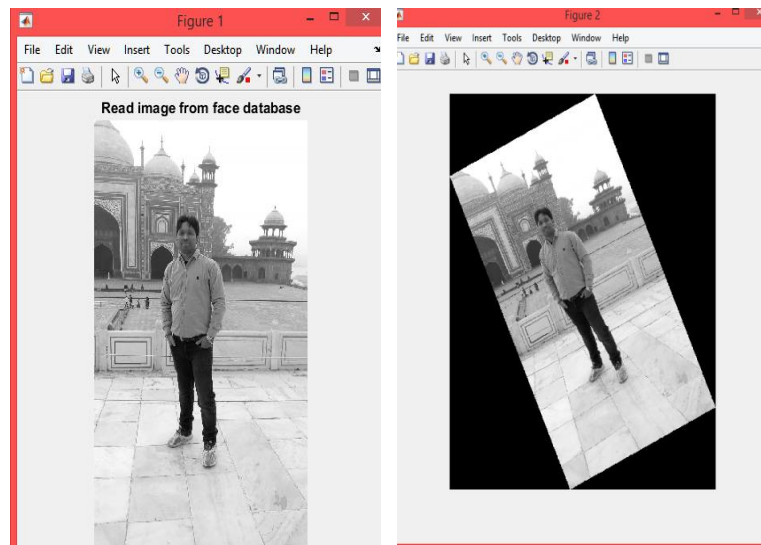 Figure 1
File Edit View Insert Tools Desktop Window Help
Read image from face database
Figure 2
File Edit View Insert Tools Desktop Window Help